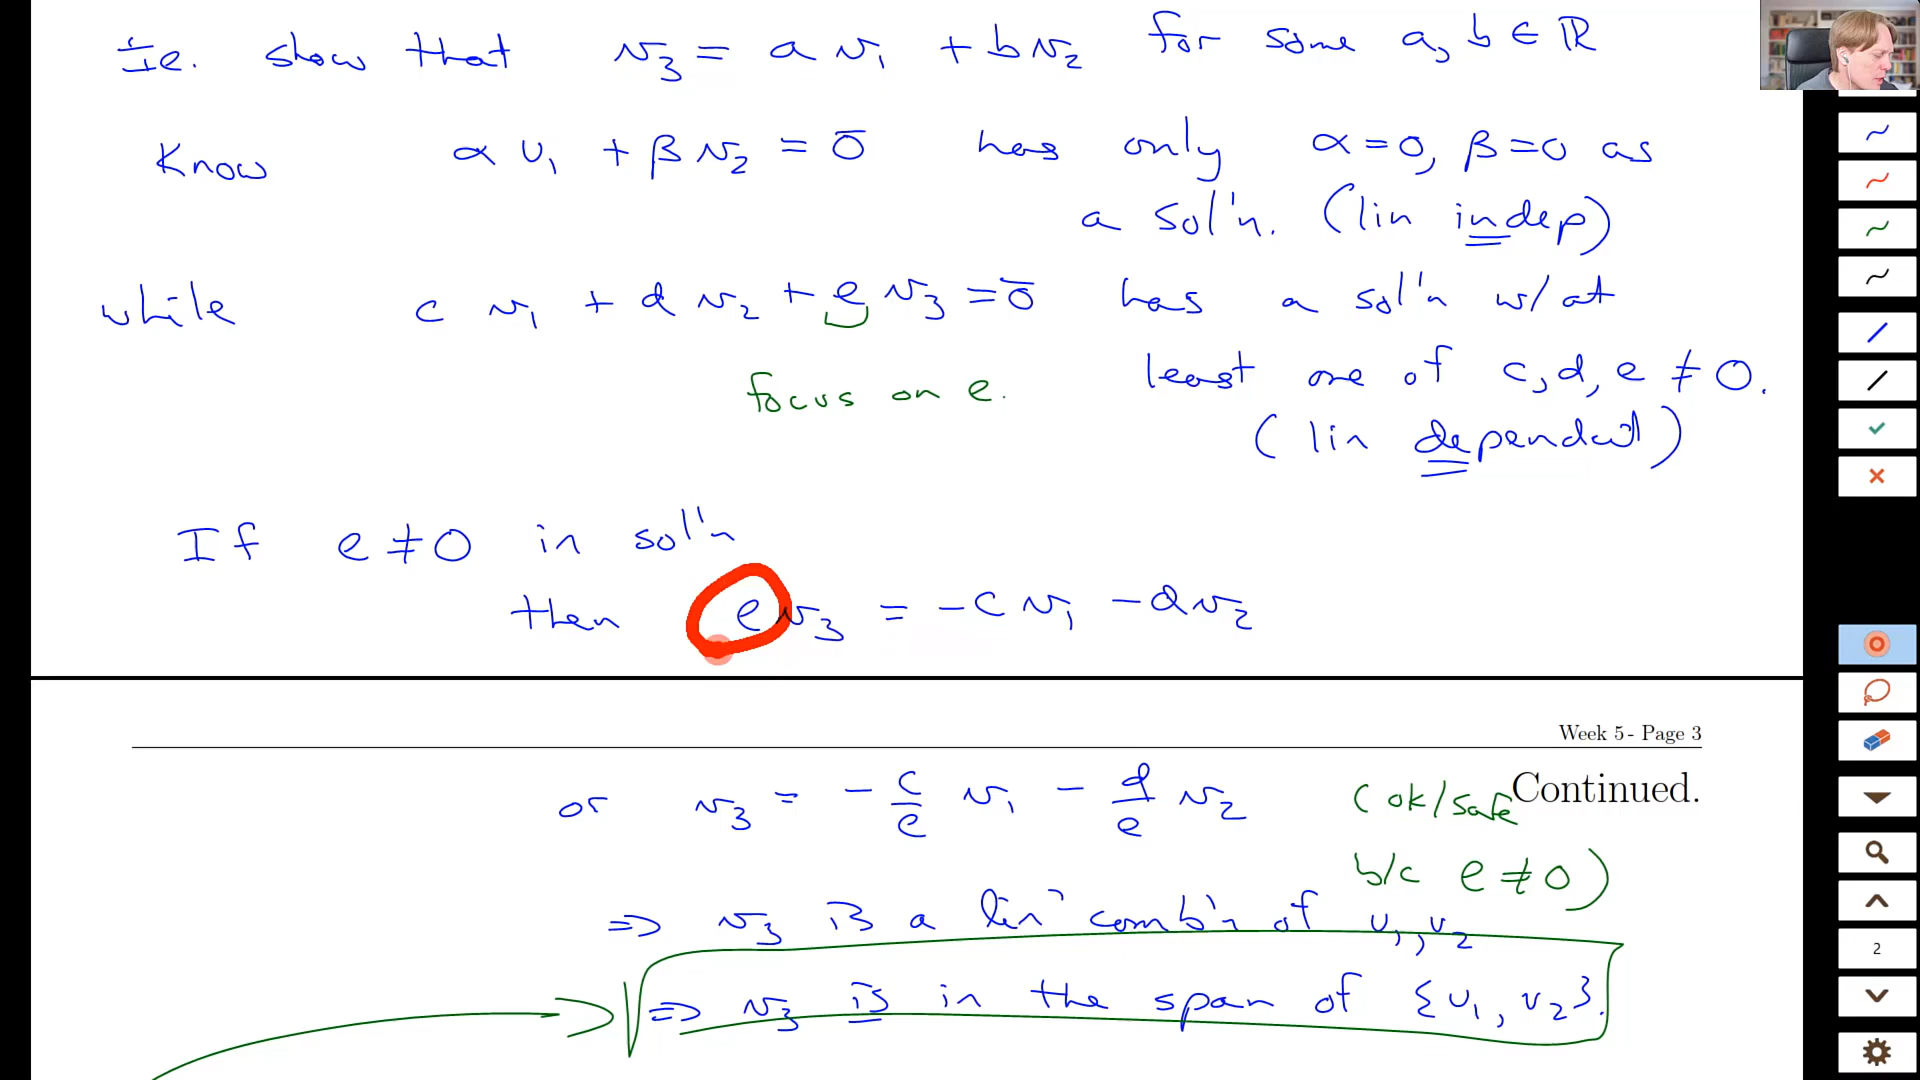 Ie. show that v₃ = a v₁ + b v₂ for some a, b ∈ ℝ
Know α v₁ + β v₂ = 0̄ has only α = 0, β = 0 as
a sol'n. (lin indep)
while c v₁ + d v₂ + e v₃ = 0̄ has a sol'n w/ at
least one of c, d, e ≠ 0.
focus on e.
(lin dependent)
If e ≠ 0 in sol'n
then e v₃ = -c v₁ - d v₂
Week 5 - Page 3
Continued.
or v₃ = - c/e v₁ - d/e v₂ (ok/safe
b/c e ≠ 0)
⇒ v₃ is a lin' comb'n of v₁, v₂
⇒ v₃ is in the span of {v₁, v₂}.
2